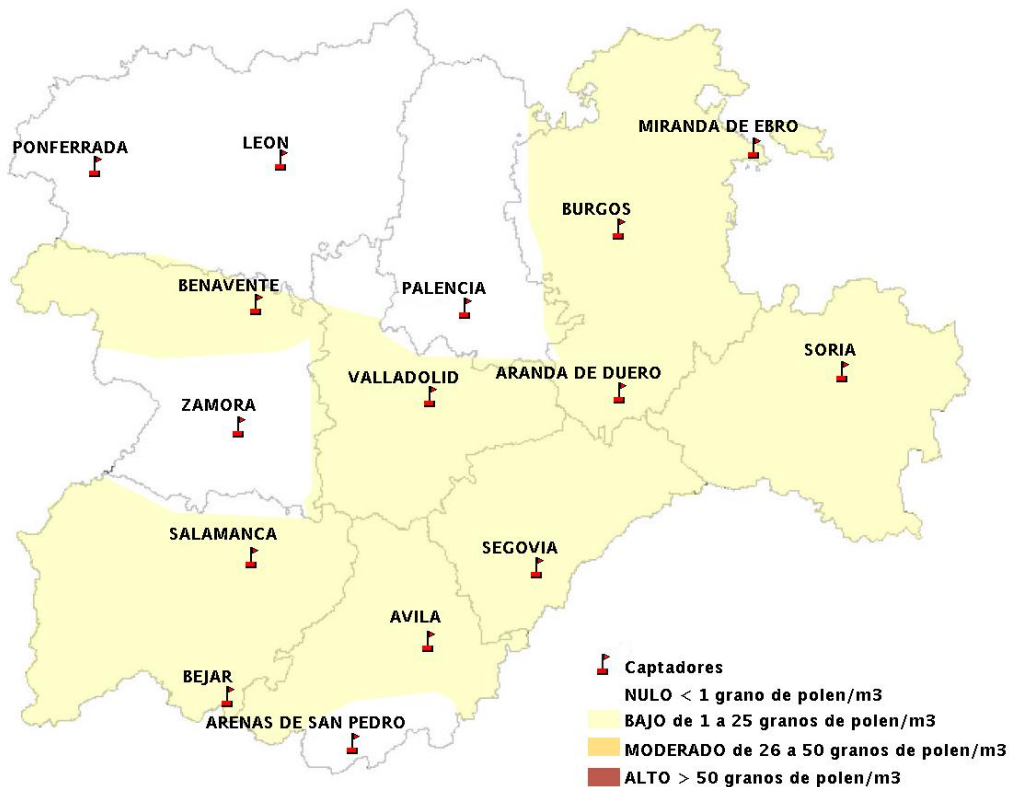 MIRANDA DE EBRO
PONFERRADA
LEON
BURGOS
BENAVENTE
PALENCIA
SORIA
VALLADOLID
ARANDA DE DUERO
ZAMORA
SALAMANCA
SEGOVIA
AVILA
BEJAR
ARENAS DE SAN PEDRO
Captadores
NULO < 1 grano de polen/m3
BAJO de 1 a 25 granos de polen/m3
MODERADO de 26 a 50 granos de polen/m3
ALTO > 50 granos de polen/m3